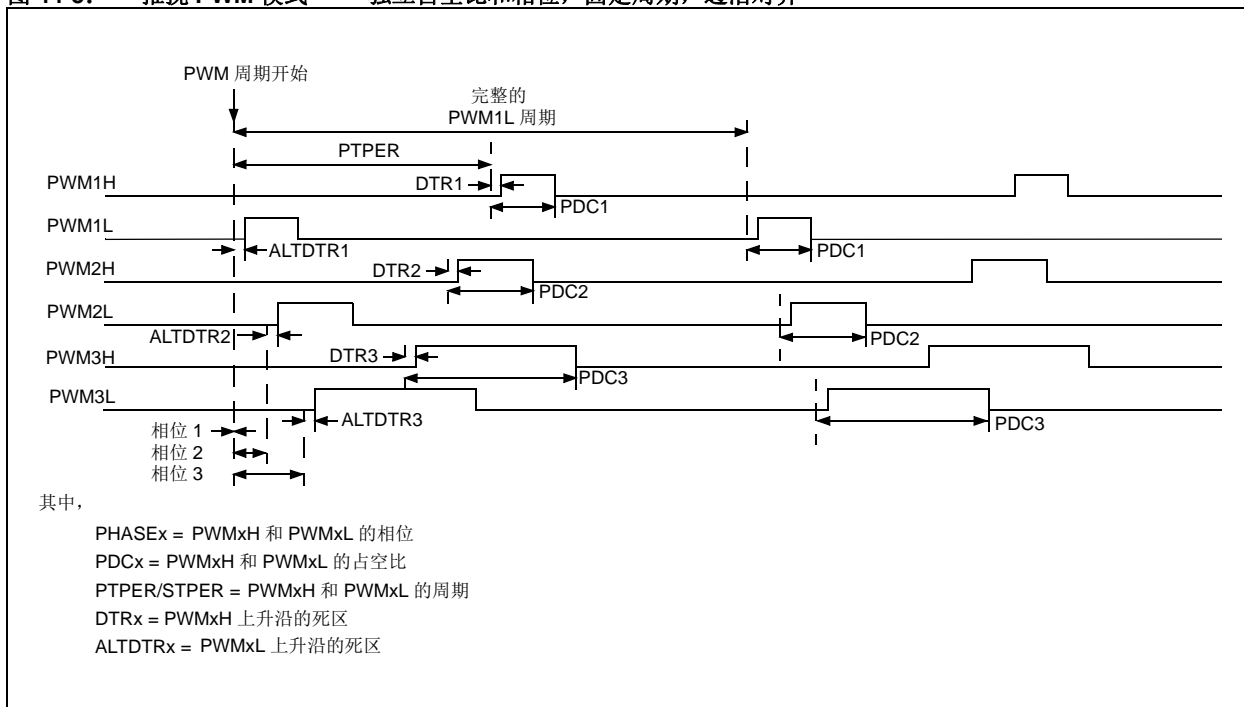 PWM 周期开始
完整的
PWM1L 周期
PTPER
PWM1H
DTR1
PDC1
PWM1L
ALTDTR1
PDC1
PWM2H
DTR2
PDC2
PWM2L
ALTDTR2
PDC2
PWM3H
DTR3
PDC3
PWM3L
ALTDTR3
PDC3
相位 1
相位 2
相位 3
其中，
PHASEx = PWMxH 和 PWMxL 的相位
PDCx = PWMxH 和 PWMxL 的占空比
PTPER/STPER = PWMxH 和 PWMxL 的周期
DTRx = PWMxH 上升沿的死区
ALTDTRx = PWMxL 上升沿的死区